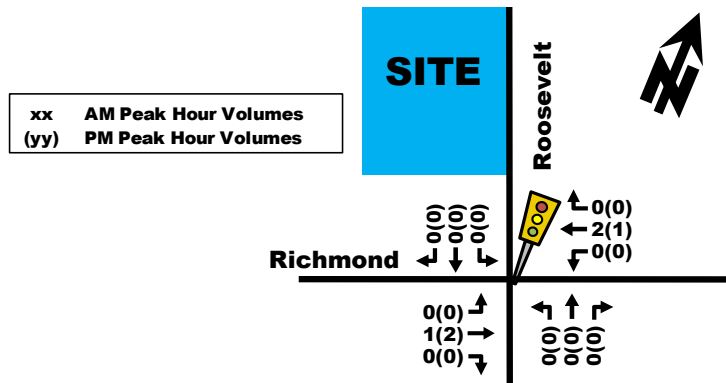 SITE
Roosevelt
N
xx AM Peak Hour Volumes
(yy) PM Peak Hour Volumes
0(0)
0(0)
0(0)
0(0)
2(1)
0(0)
Richmond
0(0)
1(2)
0(0)
0(0)
0(0)
0(0)